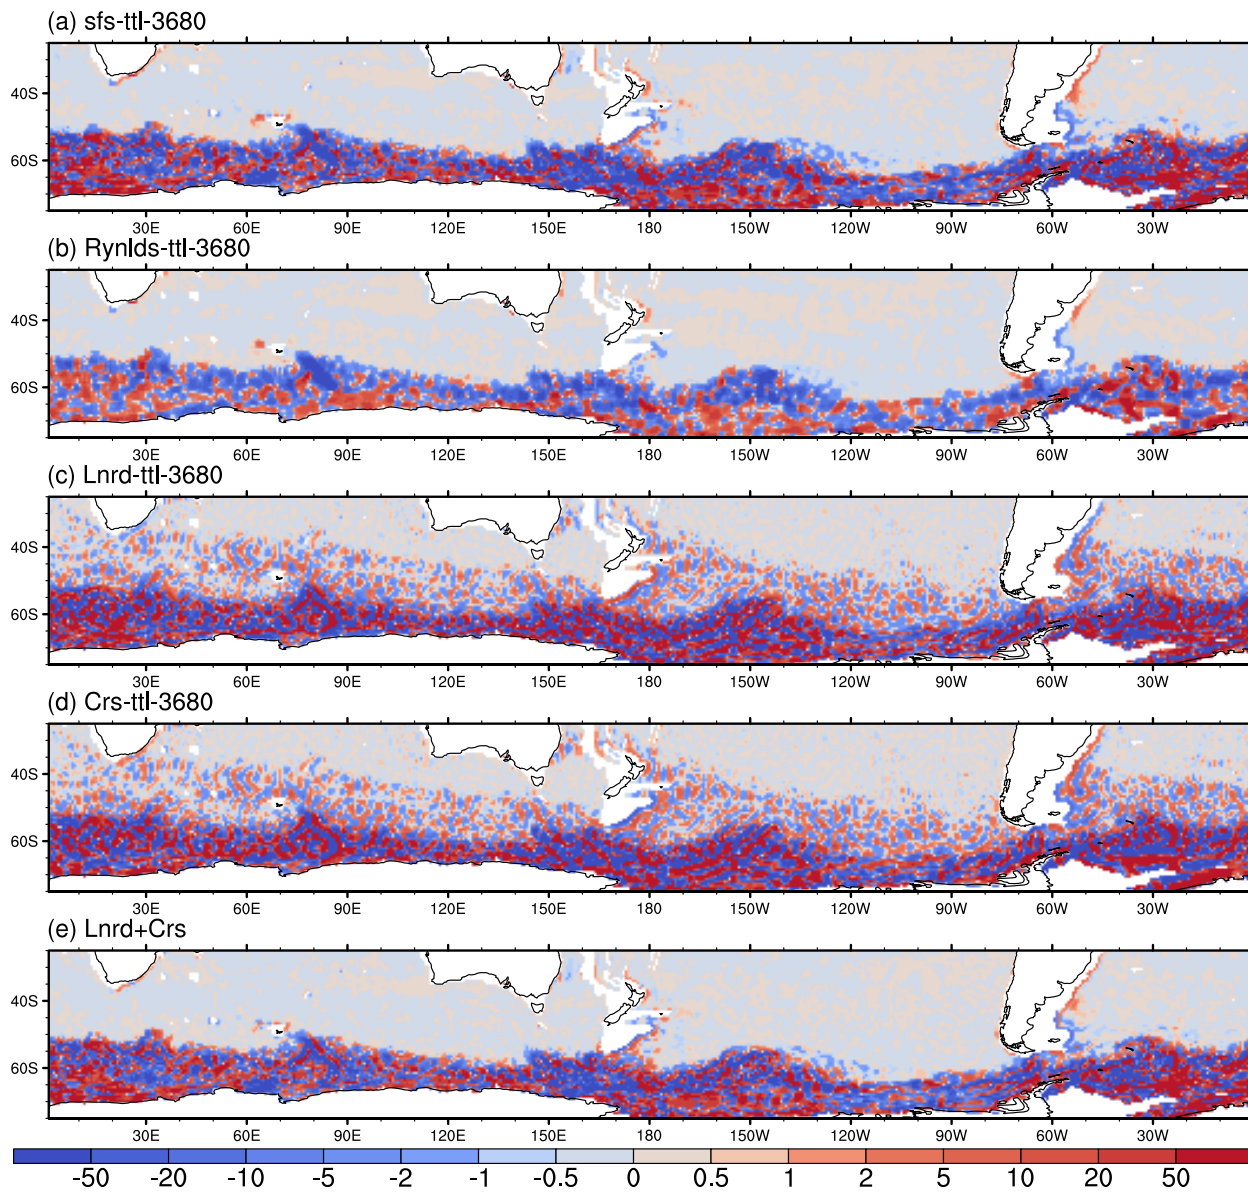 (a) sfs-ttl-3680
40S
60S
30E 60E 90E 120E 150E 180 150W 120W 90W 60W 30W
(b) Rynlds-ttl-3680
40S
60S
30E 60E 90E 120E 150E 180 150W 120W 90W 60W 30W
(c) Lnrd-ttl-3680
40S
60S
30E 60E 90E 120E 150E 180 150W 120W 90W 60W 30W
(d) Crs-ttl-3680
40S
60S
30E 60E 90E 120E 150E 180 150W 120W 90W 60W 30W
(e) Lnrd+Crs
40S
60S
30E 60E 90E 120E 150E 180 150W 120W 90W 60W 30W
-50 -20 -10 -5 -2 -1 -0.5 0 0.5 1 2 5 10 20 50